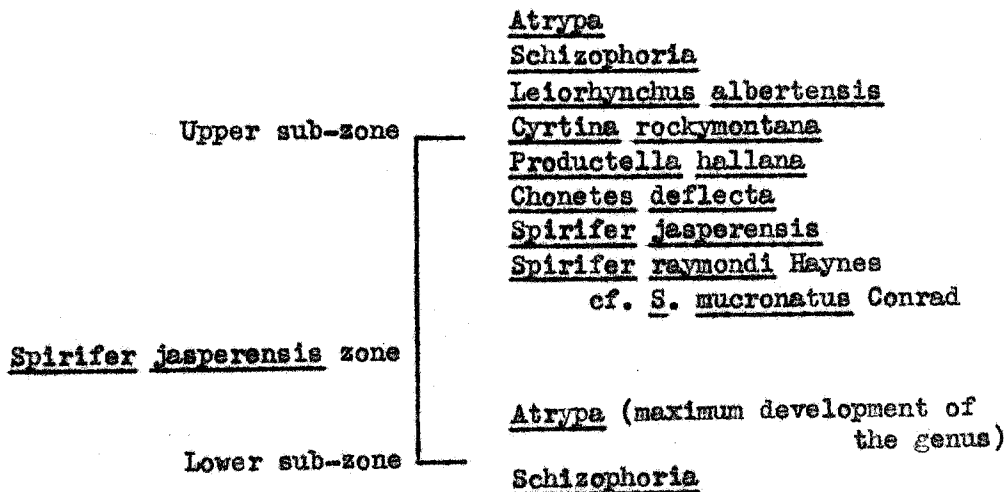 Atrypa
Schizophoria
Leiorhynchus albertensis
Upper sub-zone
Cyrtina rockymontana
Productella hallana
Chonetes deflecta
Spirifer jasperensis
Spirifer raymondi Haynes
cf. S. mucronatus Conrad
Spirifer jasperensis zone
Atrypa (maximum development of
the genus)
Lower sub-zone
Schizophoria